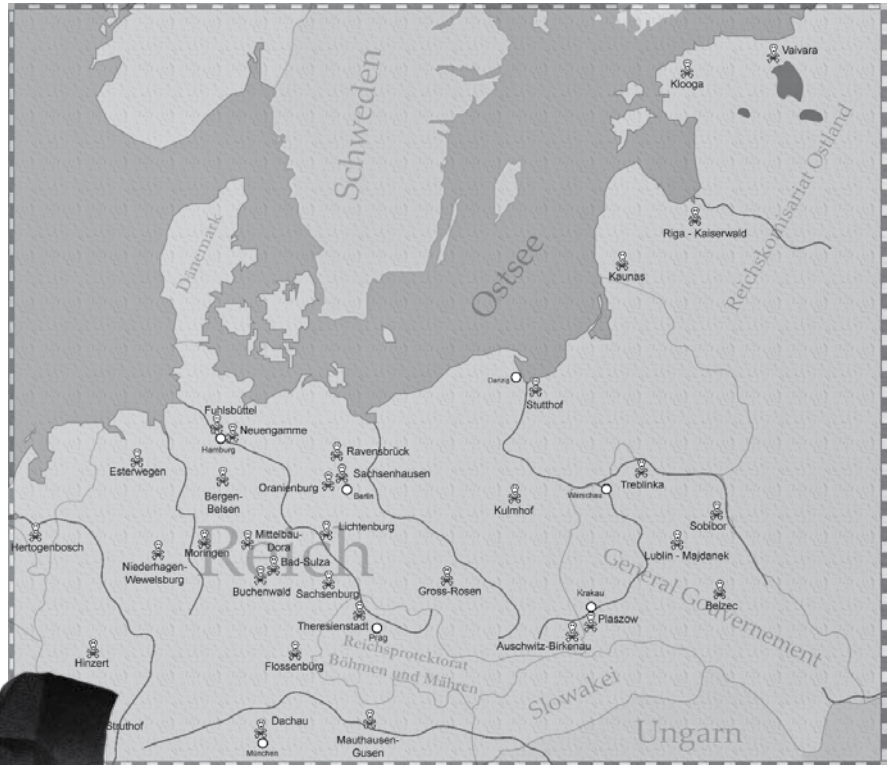 Vaivara
Klooga
Schweden
Reichskomisariat Ostland
Dänemark
Riga - Kaiserwald
Kaunas
Ostsee
Danzig
Stutthof
Fuhlsbüttel
Neuengamme
Hamburg
Ravensbrück
Esterwegen
Sachsenhausen
Oranienburg
Berlin
Bergen-
Belsen
Treblinka
Warschau
Kulmhof
Sobibor
Hertogenbosch
Niederhagen-
Wewelsburg
Moringen
Mittelbau-
Dora
Lichtenburg
Reich
Lublin - Majdanek
Bad-Sulza
Buchenwald
Sachsenburg
Gross-Rosen
General Gouvernement
Belzec
Krakau
Plaszow
Theresienstadt
Prag
Auschwitz-Birkenau
Reichsprotektorat
Böhmen und Mähren
Hinzert
Flossenbürg
Slowakei
Struthof
Dachau
München
Mauthausen-
Gusen
Ungarn